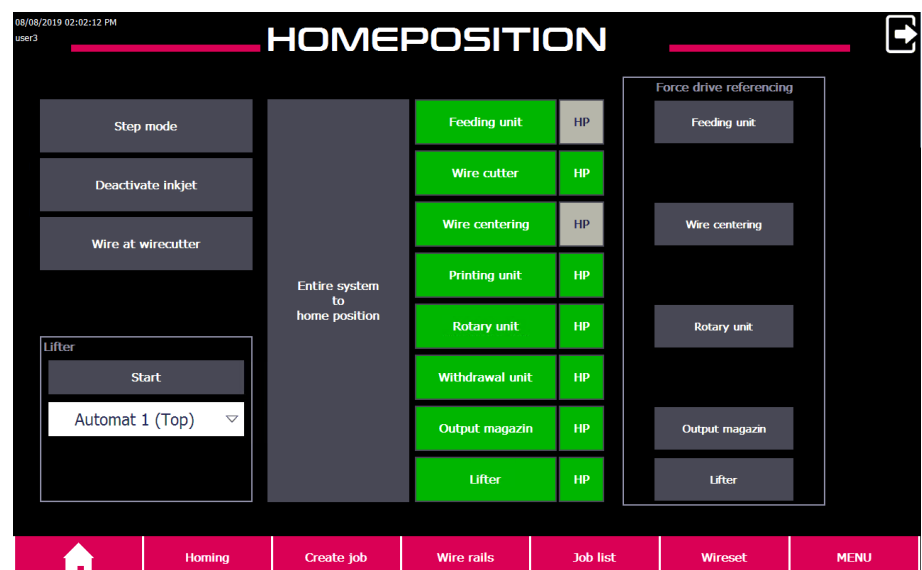 08/08/2019 02:02:12 PM
user3
HOMEPOSITION
Force drive referencing
Step mode
Feeding unit HP Feeding unit
Deactivate inkjet
Wire cutter HP
Wire at wirecutter
Wire centering HP Wire centering
Entire system
to
home position
Printing unit HP
Rotary unit HP Rotary unit
Lifter
Start
Withdrawal unit HP
Automat 1 (Top)
Output magazin HP Output magazin
Lifter HP Lifter
Homing Create job Wire rails Job list Wireset MENU